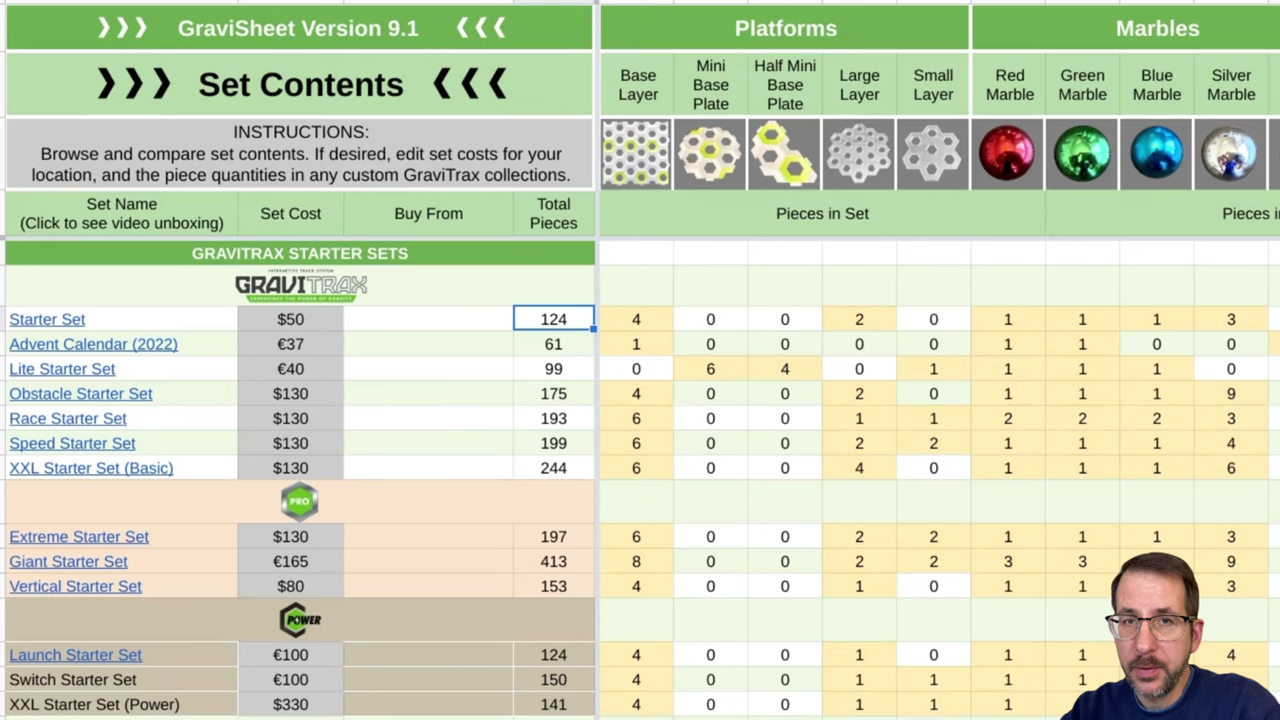 ❯❯❯ GraviSheet Version 9.1 ❮❮❮
❯❯❯ Set Contents ❮❮❮
INSTRUCTIONS:
Browse and compare set contents. If desired, edit set costs for your
location, and the piece quantities in any custom GraviTrax collections.
Platforms Marbles
Base Layer Mini Base Plate Half Mini Base Plate Large Layer Small Layer Red Marble Green Marble Blue Marble Silver Marble
Set Name (Click to see video unboxing) Set Cost Buy From Total Pieces Pieces in Set Pieces i
GRAVITRAX STARTER SETS
INTERACTIVE TRACK SYSTEM
GRAVITRAX
EXPERIENCE THE POWER OF GRAVITY
Starter Set $50 124 4 0 0 2 0 1 1 1 3
Advent Calendar (2022) €37 61 1 0 0 0 0 1 1 0 0
Lite Starter Set €40 99 0 6 4 0 1 1 1 1 0
Obstacle Starter Set $130 175 4 0 0 2 0 1 1 1 9
Race Starter Set $130 193 6 0 0 1 1 2 2 2 3
Speed Starter Set $130 199 6 0 0 2 2 1 1 1 4
XXL Starter Set (Basic) $130 244 6 0 0 4 0 1 1 1 6
PRO
Extreme Starter Set $130 197 6 0 0 2 2 1 1 1 3
Giant Starter Set €165 413 8 0 0 2 2 3 3 9
Vertical Starter Set $80 153 4 0 0 1 0 1 1 3
POWER
Launch Starter Set €100 124 4 0 0 1 0 1 1 4
Switch Starter Set €100 150 4 0 0 1 1 1 1
XXL Starter Set (Power) $330 141 4 0 0 1 1 1